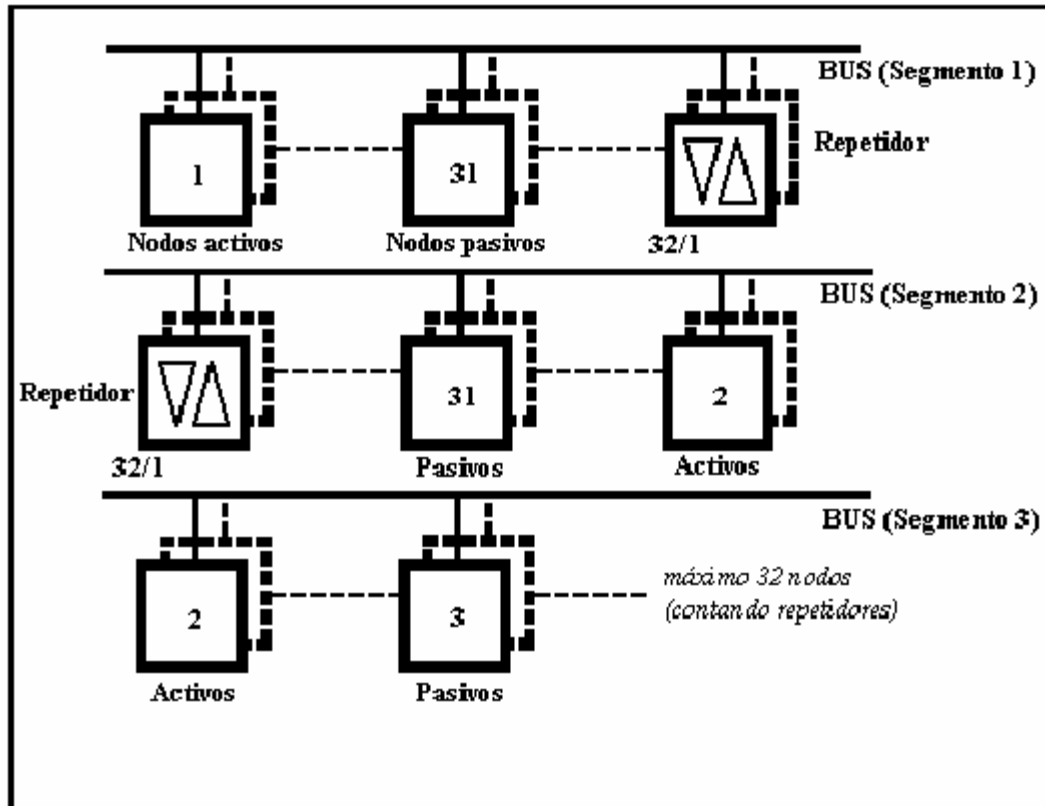 BUS (Segmento 1)
1
31
Repetidor
Nodos activos
Nodos pasivos
32/1
BUS (Segmento 2)
Repetidor
31
2
32/1
Pasivos
Activos
BUS (Segmento 3)
2
3
máximo 32 nodos
(contando repetidores)
Activos
Pasivos